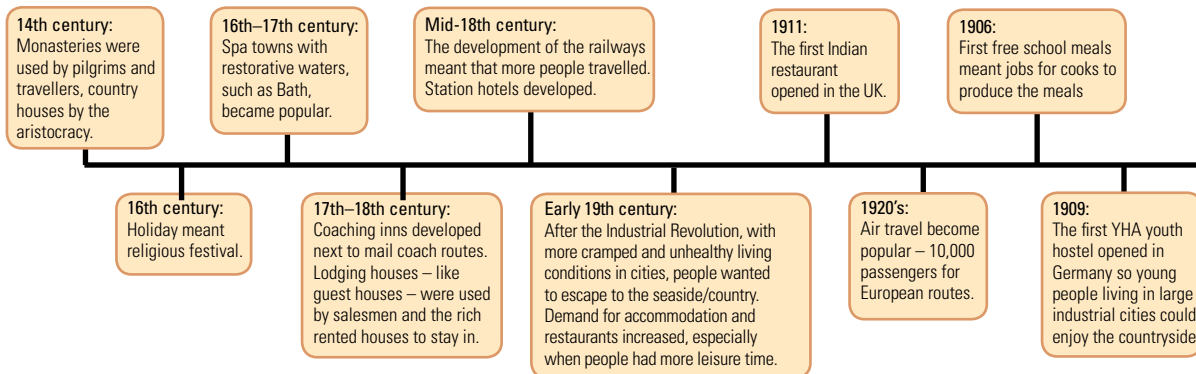 14th century:
Monasteries were
used by pilgrims and
travellers, country
houses by the
aristocracy.
16th–17th century:
Spa towns with
restorative waters,
such as Bath,
became popular.
Mid-18th century:
The development of the railways
meant that more people travelled.
Station hotels developed.
1911:
The first Indian
restaurant
opened in the UK.
1906:
First free school meals
meant jobs for cooks to
produce the meals
16th century:
Holiday meant
religious festival.
17th–18th century:
Coaching inns developed
next to mail coach routes.
Lodging houses – like
guest houses – were used
by salesmen and the rich
rented houses to stay in.
Early 19th century:
After the Industrial Revolution, with
more cramped and unhealthy living
conditions in cities, people wanted
to escape to the seaside/country.
Demand for accommodation and
restaurants increased, especially
when people had more leisure time.
1920's:
Air travel become
popular – 10,000
passengers for
European routes.
1909:
The first YHA youth
hostel opened in
Germany so young
people living in large
industrial cities could
enjoy the countryside